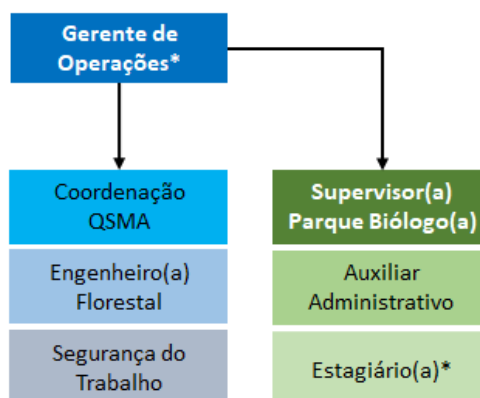 Gerente de
Operações*
Coordenação
QSMA
Engenheiro(a)
Florestal
Segurança do
Trabalho
Supervisor(a)
Parque Biólogo(a)
Auxiliar
Administrativo
Estagiário(a)*